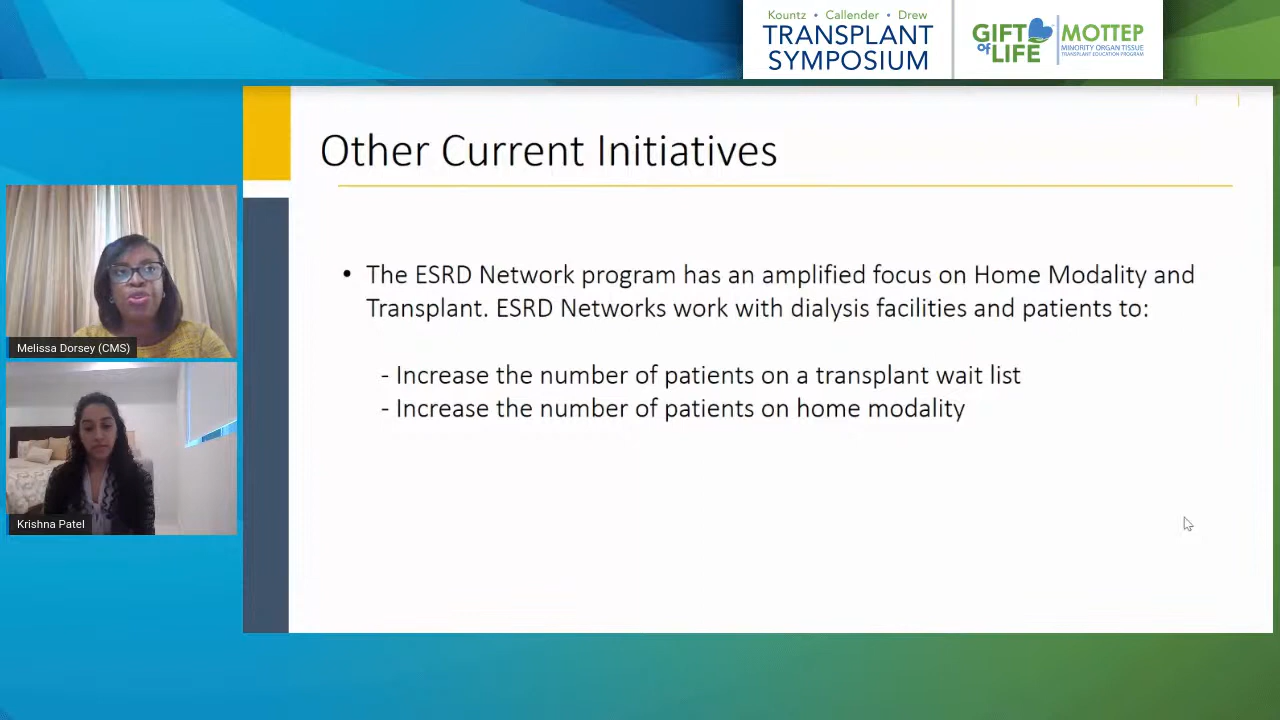 Kountz • Callender • Drew
TRANSPLANT
SYMPOSIUM
GIFT
of LIFE
MOTTEP
MINORITY ORGAN TISSUE
TRANSPLANT EDUCATION PROGRAM
Other Current Initiatives
• The ESRD Network program has an amplified focus on Home Modality and
Transplant. ESRD Networks work with dialysis facilities and patients to:
- Increase the number of patients on a transplant wait list
- Increase the number of patients on home modality
Melissa Dorsey (CMS)
Krishna Patel